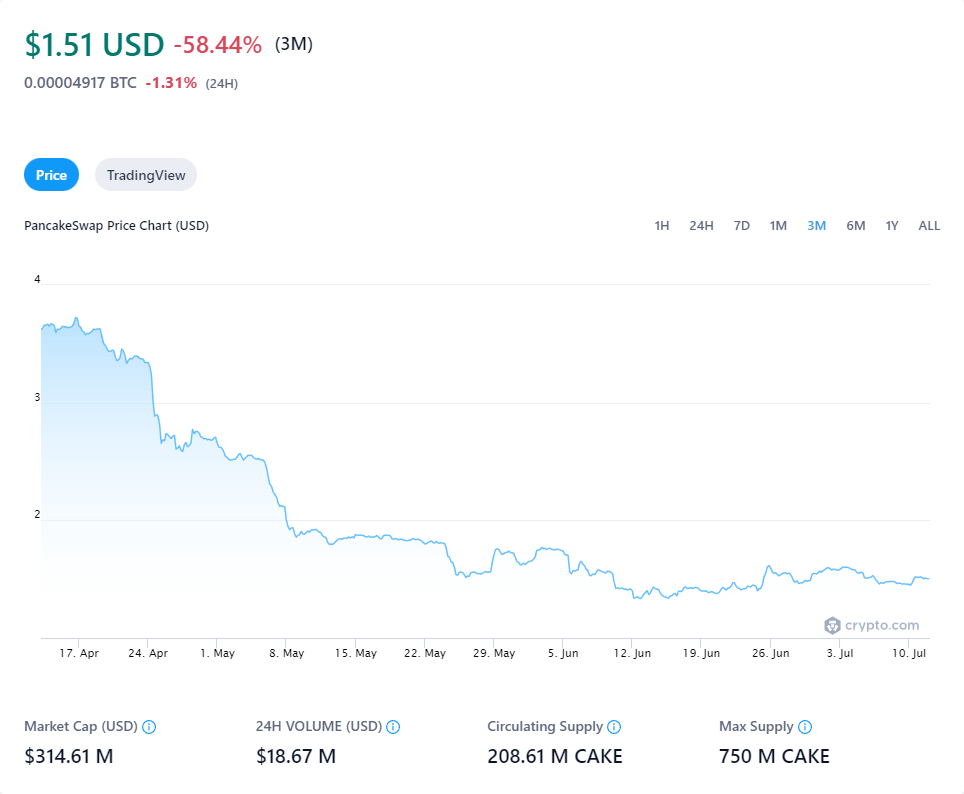 $1.51 USD -58.44% (3M)
0.00004917 BTC -1.31% (24H)
Price TradingView
PancakeSwap Price Chart (USD) 1H 24H 7D 1M 3M 6M 1Y ALL
4
3
2
crypto.com
17. Apr 24. Apr 1. May 8. May 15. May 22. May 29. May 5. Jun 12. Jun 19. Jun 26. Jun 3. Jul 10. Jul
Market Cap (USD) 24H VOLUME (USD) Circulating Supply Max Supply
$314.61 M $18.67 M 208.61 M CAKE 750 M CAKE